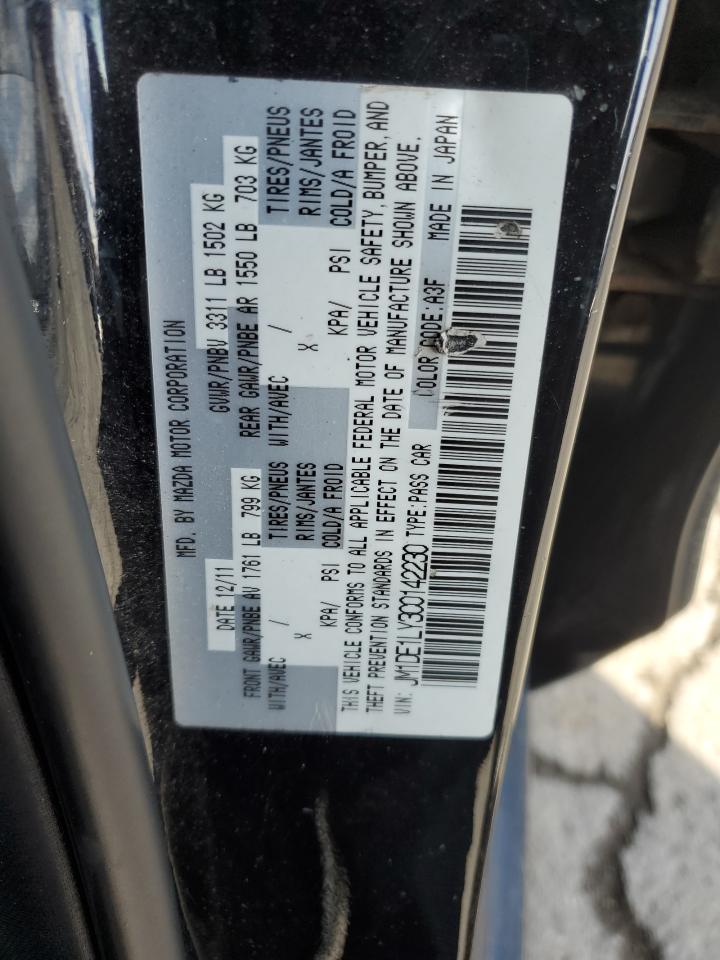 MFD. BY MAZDA MOTOR CORPORATION
DATE 12/11 GVWR/PNBV 3311 LB 1502 KG
FRONT GAWR/PNBE AV 1761 LB 799 KG REAR GAWR/PNBE AR 1550 LB 703 KG
WITH/AVEC / TIRES/PNEUS WITH/AVEC / TIRES/PNEUS
X RIMS/JANTES X RIMS/JANTES
KPA/ PSI COLD/A FROID KPA/ PSI COLD/A FROID
THIS VEHICLE CONFORMS TO ALL APPLICABLE FEDERAL MOTOR VEHICLE SAFETY, BUMPER, AND
THEFT PREVENTION STANDARDS IN EFFECT ON THE DATE OF MANUFACTURE SHOWN ABOVE.
VIN: JM1DE1LY3C0142230 TYPE:PASS CAR COLOR CODE:A3F MADE IN JAPAN